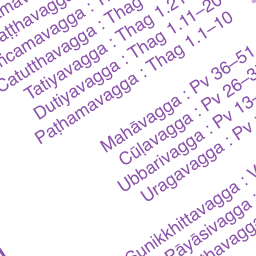 Catutthavagga : Thag
Tatiyavagga : Thag 1.21
Dutiyavagga : Thag 1.11–20
Paṭhamavagga : Thag 1.1–10
Mahāvagga : Pv 36–51
Cūḷavagga : Pv 26–3
Ubbarivagga : Pv 13–
Uragavagga : Pv
Sunikkhittavagga :
Pāyāsivagga :